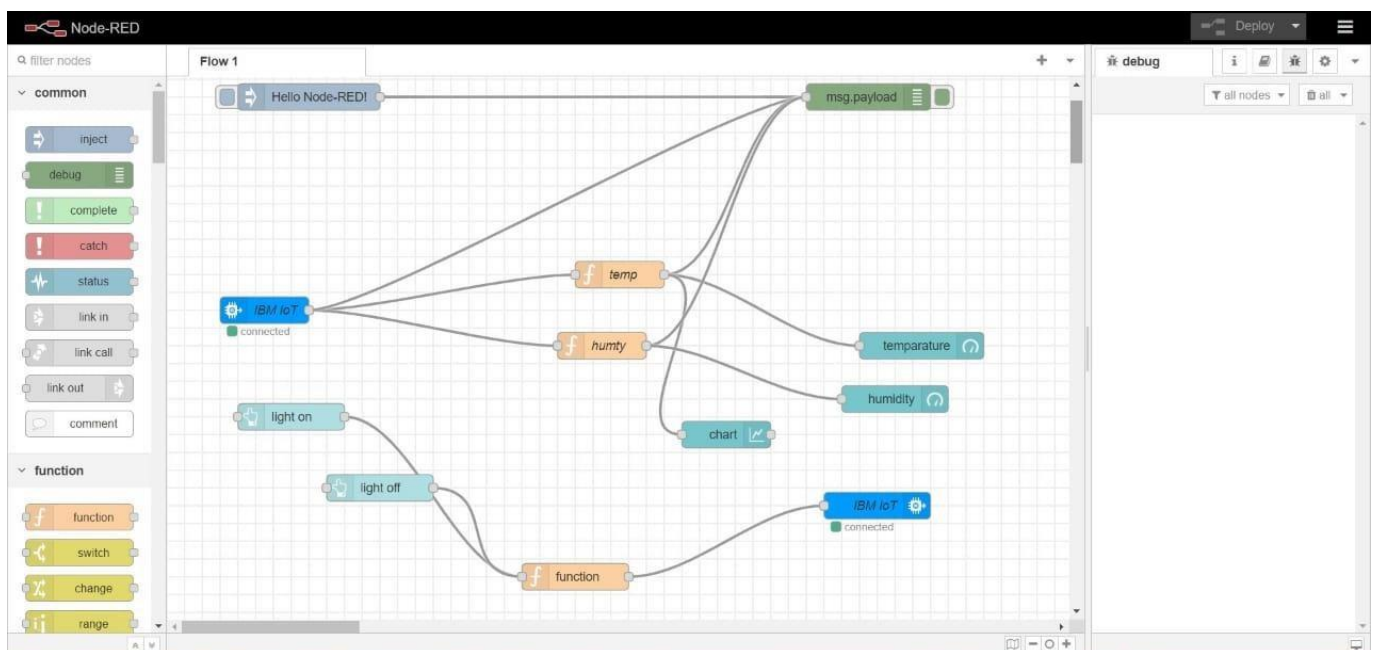 Node-RED
Deploy
filter nodes
Flow 1
debug
i
all nodes
all
common
inject
debug
complete
catch
status
link in
link call
link out
comment
function
function
switch
change
range
Hello Node-RED!
msg.payload
temp
IBM IoT
connected
humty
temparature
humidity
light on
chart
light off
IBM IoT
connected
function